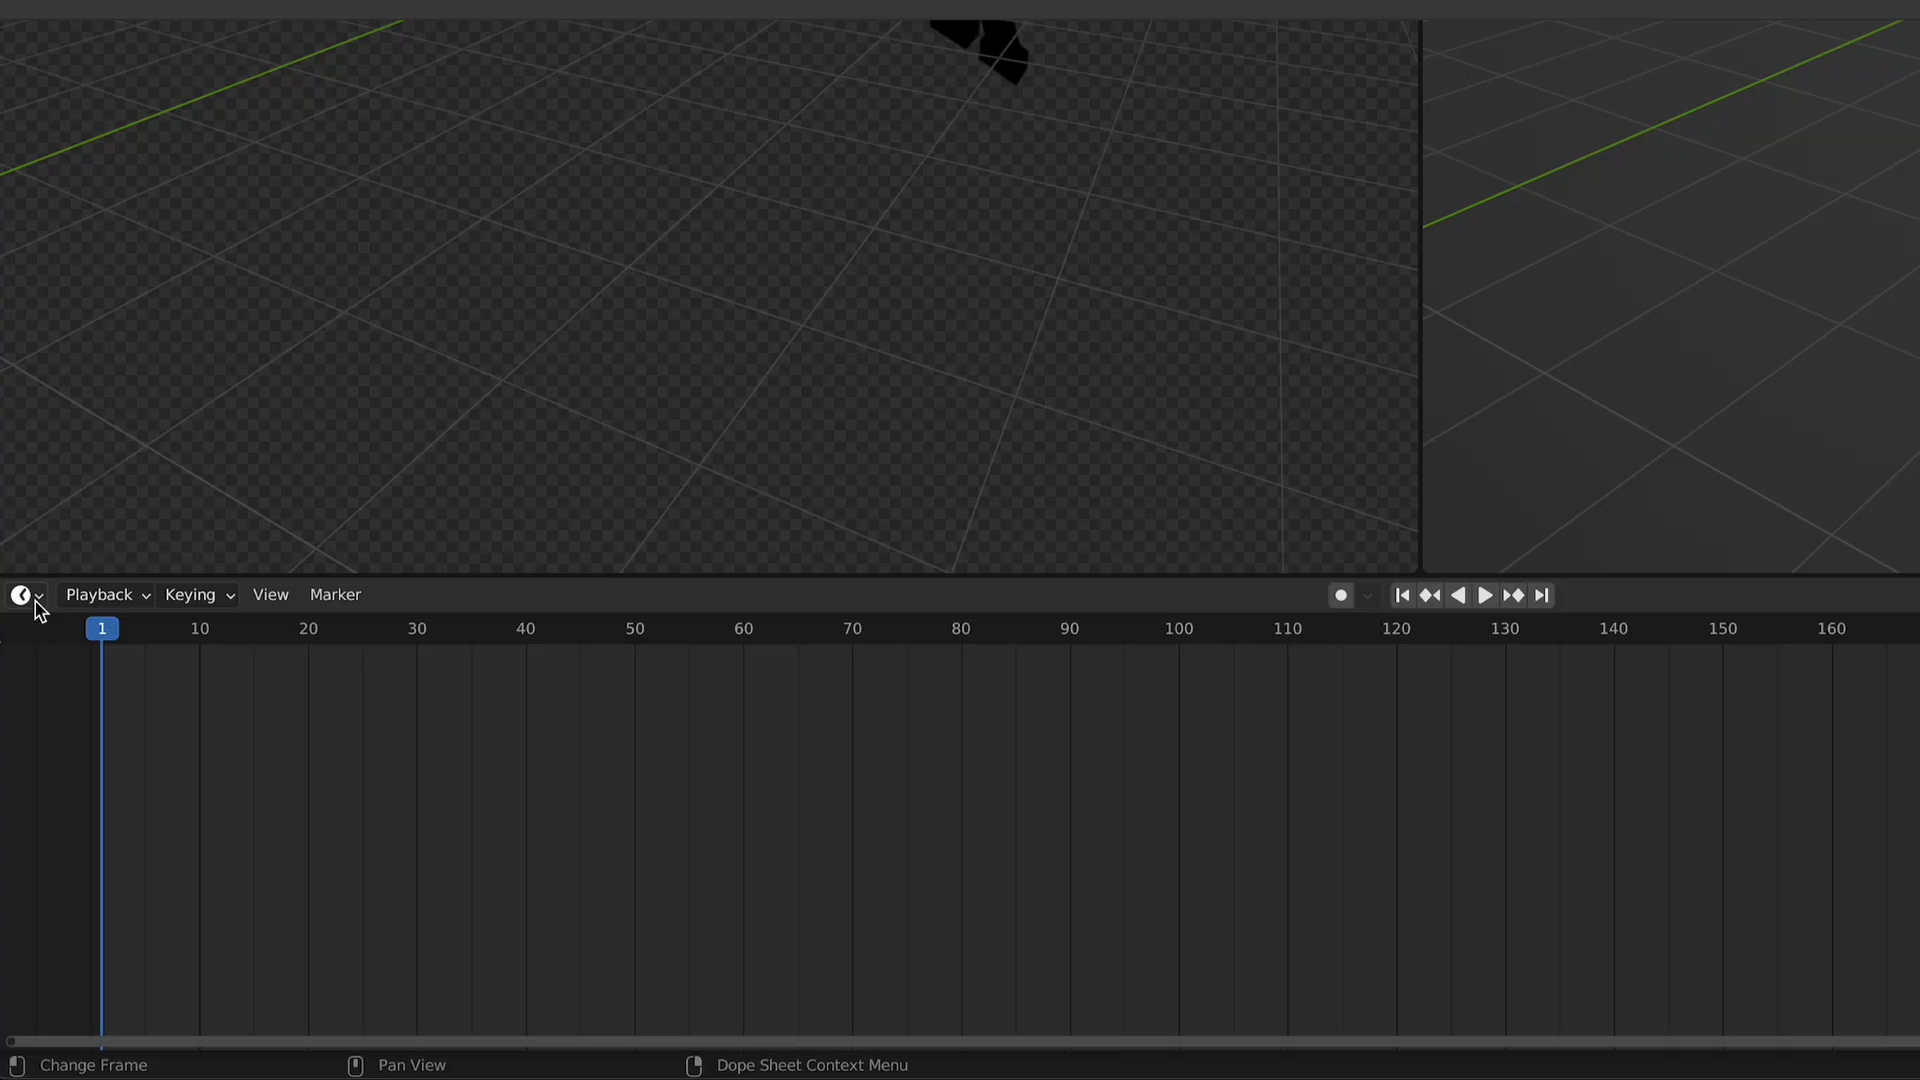 Playback Keying View Marker
1 10 20 30 40 50 60 70 80 90 100 110 120 130 140 150 160
Change Frame Pan View Dope Sheet Context Menu